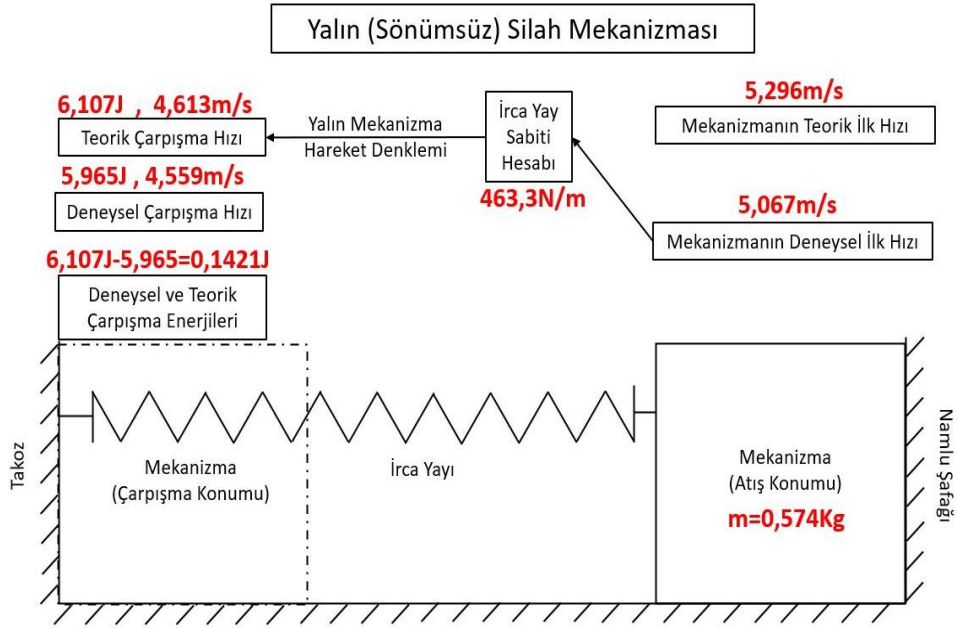 Yalın (Sönümsüz) Silah Mekanizması
6,107J , 4,613m/s
Teorik Çarpışma Hızı
5,965J , 4,559m/s
Deneysel Çarpışma Hızı
6,107J-5,965=0,1421J
Deneysel ve Teorik
Çarpışma Enerjileri
Yalın Mekanizma
Hareket Denklemi
İrca Yay
Sabiti
Hesabı
463,3N/m
5,296m/s
Mekanizmanın Teorik İlk Hızı
5,067m/s
Mekanizmanın Deneysel İlk Hızı
Takoz
Mekanizma
(Çarpışma Konumu)
İrca Yayı
Mekanizma
(Atış Konumu)
m=0,574Kg
Namlu Şafağı